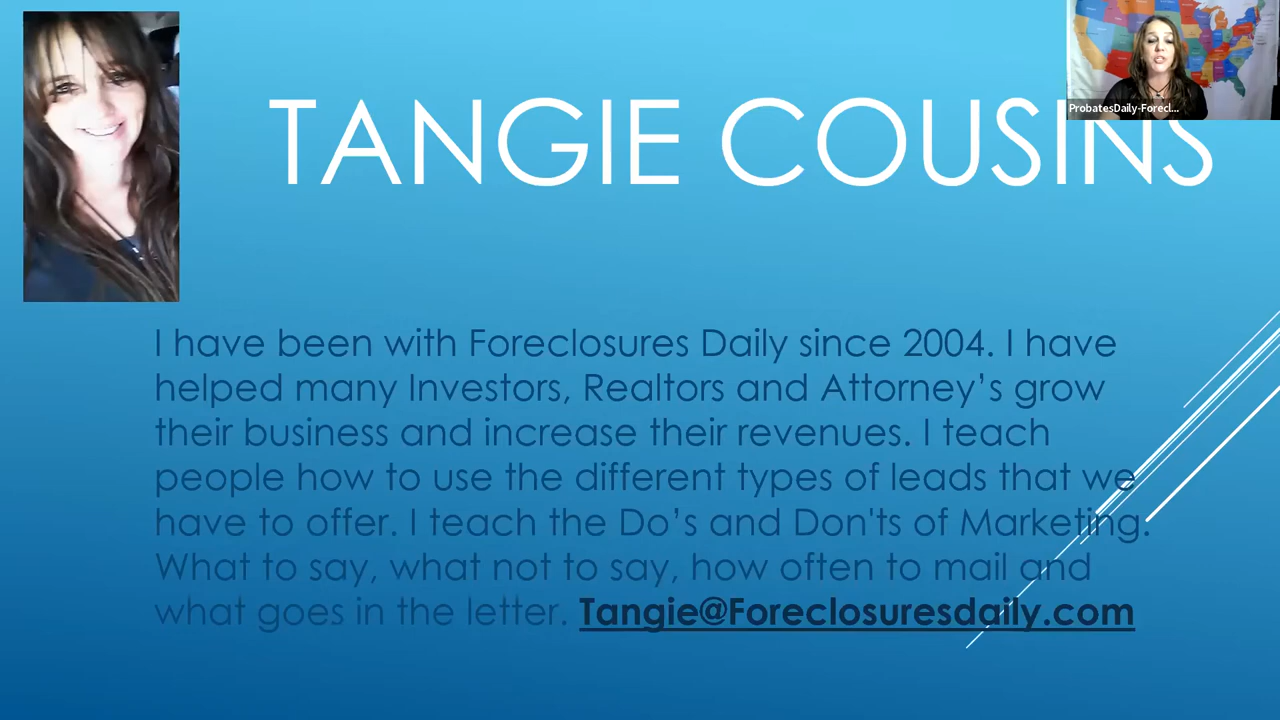 TANGIE COUSINS
ProbatesDaily-Forecl...
I have been with Foreclosures Daily since 2004. I have
helped many Investors, Realtors and Attorney’s grow
their business and increase their revenues. I teach
people how to use the different types of leads that we
have to offer. I teach the Do’s and Don'ts of Marketing.
What to say, what not to say, how often to mail and
what goes in the letter. Tangie@Foreclosuresdaily.com